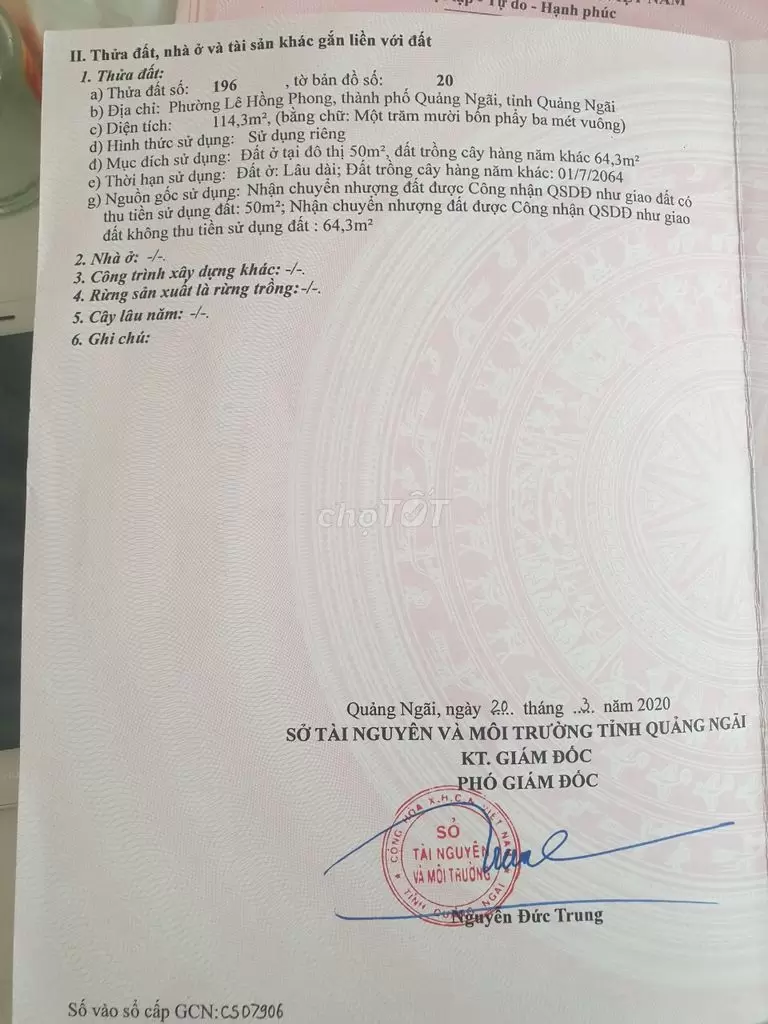 Tự do - Hạnh phúc
II. Thửa đất, nhà ở và tài sản khác gắn liền với đất
1. Thửa đất:
a) Thửa đất số: 196 , tờ bản đồ số: 20
b) Địa chỉ: Phường Lê Hồng Phong, thành phố Quảng Ngãi, tỉnh Quảng Ngãi
c) Diện tích: 114,3m², (bằng chữ: Một trăm mười bốn phẩy ba mét vuông)
d) Hình thức sử dụng: Sử dụng riêng
đ) Mục đích sử dụng: Đất ở tại đô thị 50m², đất trồng cây hàng năm khác 64,3m²
e) Thời hạn sử dụng: Đất ở: Lâu dài; Đất trồng cây hàng năm khác: 01/7/2064
g) Nguồn gốc sử dụng: Nhận chuyển nhượng đất được Công nhận QSDĐ như giao đất có
thu tiền sử dụng đất: 50m²; Nhận chuyển nhượng đất được Công nhận QSDĐ như giao
đất không thu tiền sử dụng đất : 64,3m²
2. Nhà ở: -/-.
3. Công trình xây dựng khác: -/-.
4. Rừng sản xuất là rừng trồng:-/-.
5. Cây lâu năm: -/-.
6. Ghi chú:
chợTỐT
Quảng Ngãi, ngày 20.. tháng ..3. năm 2020
SỞ TÀI NGUYÊN VÀ MÔI TRƯỜNG TỈNH QUẢNG NGÃI
KT. GIÁM ĐỐC
PHÓ GIÁM ĐỐC
CỘNG HÒA X.H.C.N VIỆT NAM
SỞ
TÀI NGUYÊN
VÀ MÔI TRƯỜNG
TỈNH QUẢNG NGÃI
Nguyễn Đức Trung
Số vào sổ cấp GCN:CS07906